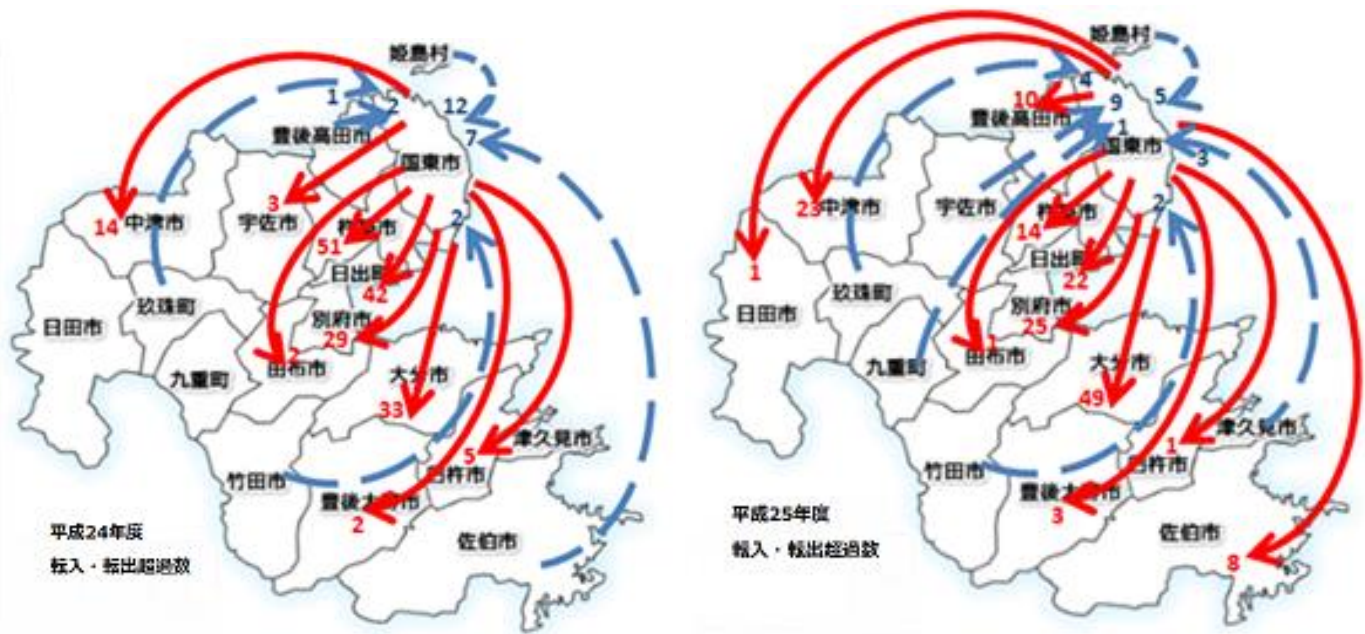 姫島村
1
2
12
豊後高田市
7
国東市
3
14
中津市
宇佐市
杵築市
51
2
日出町
42
玖珠町
別府市
日田市
29
2
由布市
九重町
大分市
33
津久見市
5
臼杵市
竹田市
豊後大野市
2
佐伯市
平成24年度
転入・転出超過数
姫島村
4
10
9
5
豊後高田市
1
国東市
3
23
中津市
宇佐市
杵築市
14
2
日出町
1
22
玖珠町
別府市
日田市
25
1
由布市
九重町
大分市
49
津久見市
1
臼杵市
竹田市
豊後大野市
3
佐伯市
8
平成25年度
転入・転出超過数